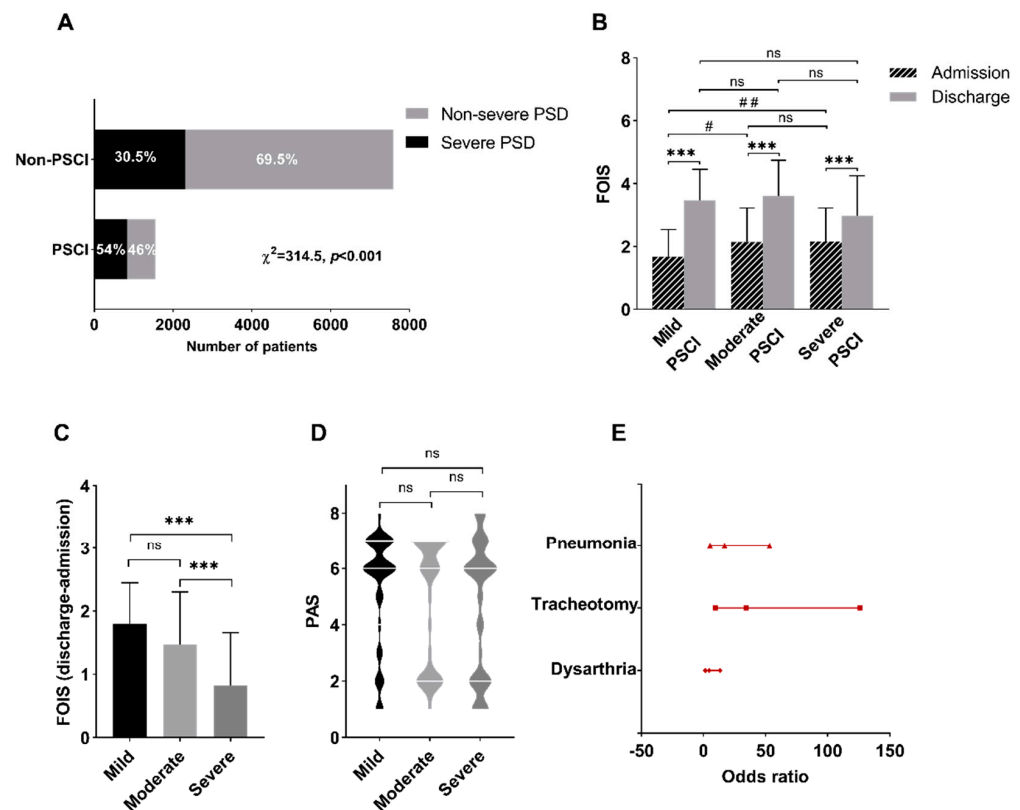 A
Non-severe PSD
Severe PSD
Non-PSCI
30.5%
69.5%
PSCI
54%
46%
χ²=314.5, p<0.001
0
2000
4000
6000
8000
Number of patients
B
Admission
Discharge
8
6
4
2
0
FOIS
ns
ns
ns
##
#
ns
***
***
***
Mild
PSCI
Moderate
PSCI
Severe
PSCI
C
4
3
2
1
0
FOIS (discharge-admission)
***
ns
***
Mild
Moderate
Severe
D
8
6
4
2
0
PAS
ns
ns
ns
Mild
Moderate
Severe
E
Pneumonia
Tracheotomy
Dysarthria
-50
0
50
100
150
Odds ratio